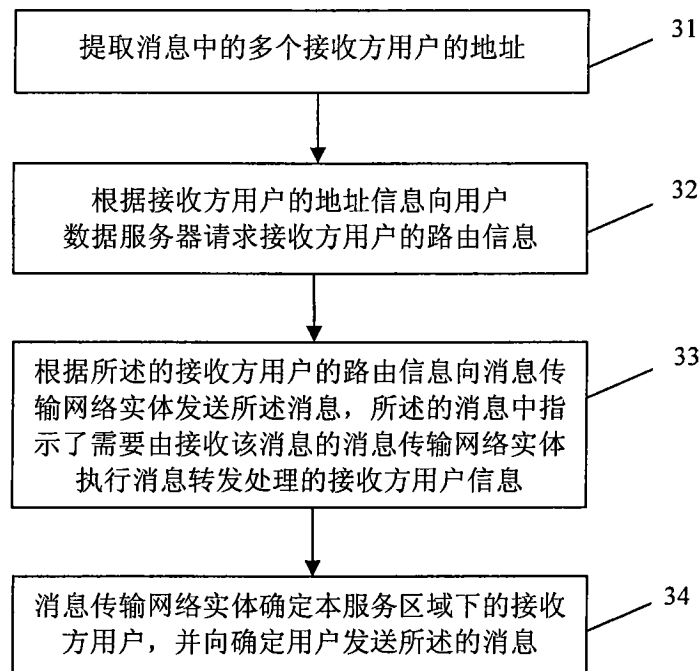 提取消息中的多个接收方用户的地址
31
根据接收方用户的地址信息向用户
数据服务器请求接收方用户的路由信息
32
根据所述的接收方用户的路由信息向消息传
输网络实体发送所述消息，所述的消息中指
示了需要由接收该消息的消息传输网络实体
执行消息转发处理的接收方用户信息
33
消息传输网络实体确定本服务区域下的接收
方用户，并向确定用户发送所述的消息
34